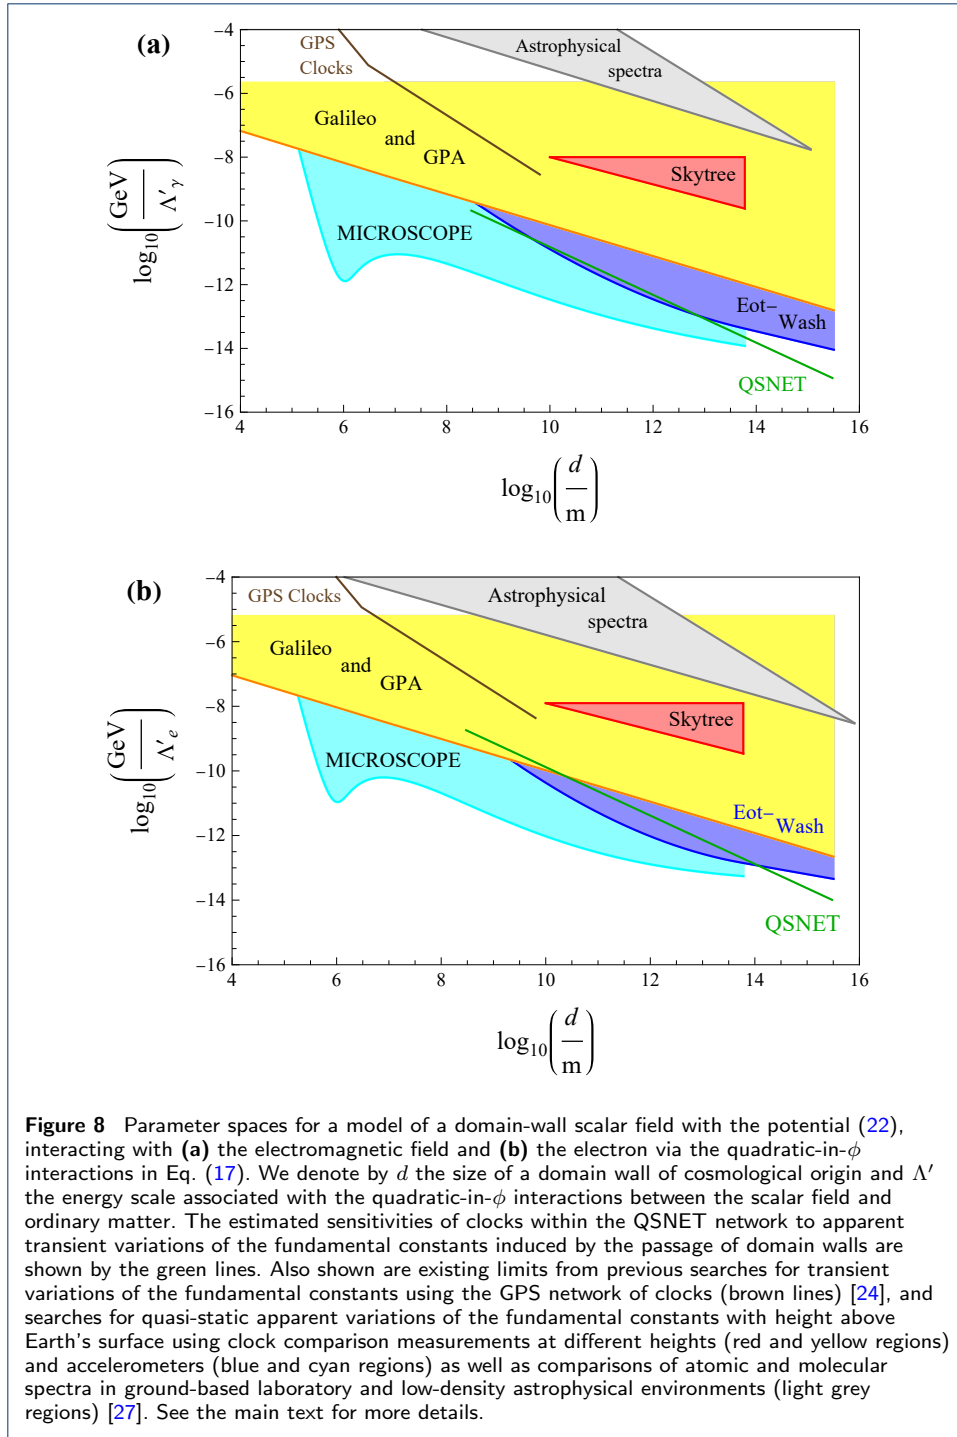 (a)
−4
−6
−8
−10
−12
−14
−16
log10(GeV/Λ′γ)
GPS
Clocks
Astrophysical
spectra
Galileo
and
GPA
Skytree
MICROSCOPE
Eot−
Wash
QSNET
4 6 8 10 12 14 16
log10(d/m)
(b)
−4
−6
−8
−10
−12
−14
−16
log10(GeV/Λ′e)
GPS Clocks
Astrophysical
spectra
Galileo
and
GPA
Skytree
MICROSCOPE
Eot−
Wash
QSNET
4 6 8 10 12 14 16
log10(d/m)
Figure 8 Parameter spaces for a model of a domain-wall scalar field with the potential (22),
interacting with (a) the electromagnetic field and (b) the electron via the quadratic-in-ϕ
interactions in Eq. (17). We denote by d the size of a domain wall of cosmological origin and Λ′
the energy scale associated with the quadratic-in-ϕ interactions between the scalar field and
ordinary matter. The estimated sensitivities of clocks within the QSNET network to apparent
transient variations of the fundamental constants induced by the passage of domain walls are
shown by the green lines. Also shown are existing limits from previous searches for transient
variations of the fundamental constants using the GPS network of clocks (brown lines) [24], and
searches for quasi-static apparent variations of the fundamental constants with height above
Earth's surface using clock comparison measurements at different heights (red and yellow regions)
and accelerometers (blue and cyan regions) as well as comparisons of atomic and molecular
spectra in ground-based laboratory and low-density astrophysical environments (light grey
regions) [27]. See the main text for more details.